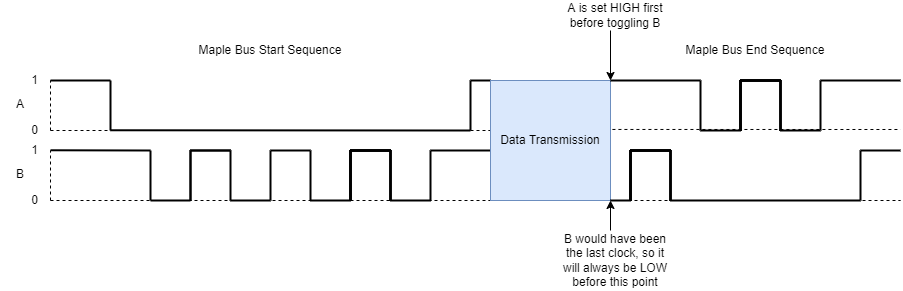 A is set HIGH first
before toggling B
Maple Bus Start Sequence
Maple Bus End Sequence
1
A
0
Data Transmission
1
B
0
B would have been
the last clock, so it
will always be LOW
before this point